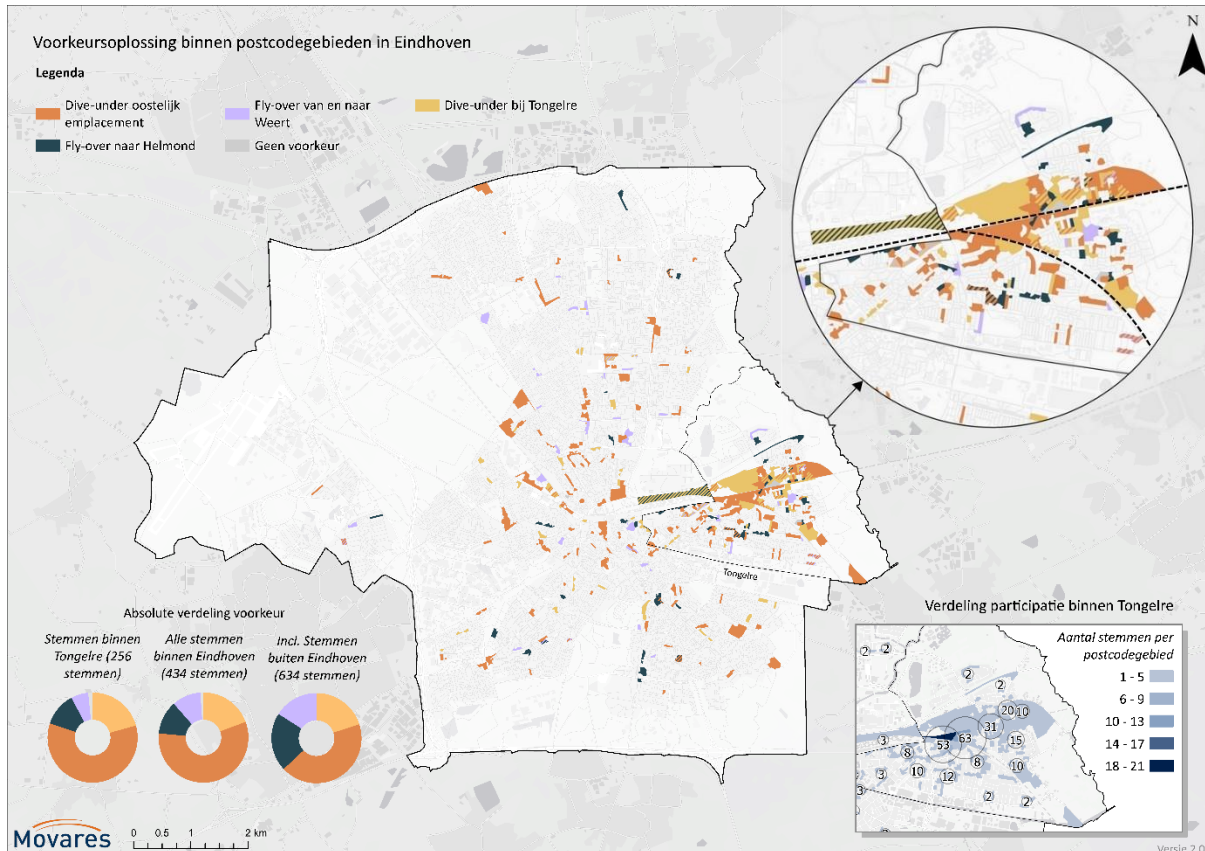 Voorkeursoplossing binnen postcodegebieden in Eindhoven
Legenda
Dive-under oostelijk
emplacement
Fly-over naar Helmond
Fly-over van en naar
Weert
Geen voorkeur
Dive-under bij Tongelre
N
Tongelre
Absolute verdeling voorkeur
Stemmen binnen
Tongelre (256
stemmen)
Alle stemmen
binnen Eindhoven
(434 stemmen)
Incl. Stemmen
buiten Eindhoven
(634 stemmen)
Movares
0 0.5 1 2 km
Verdeling participatie binnen Tongelre
Aantal stemmen per
postcodegebied
1 - 5
6 - 9
10 - 13
14 - 17
18 - 21
2 2
2
2
20 10
31
3 53 63 15
8 8
3 10 12 10
3
2 2
2
Versie 2.0